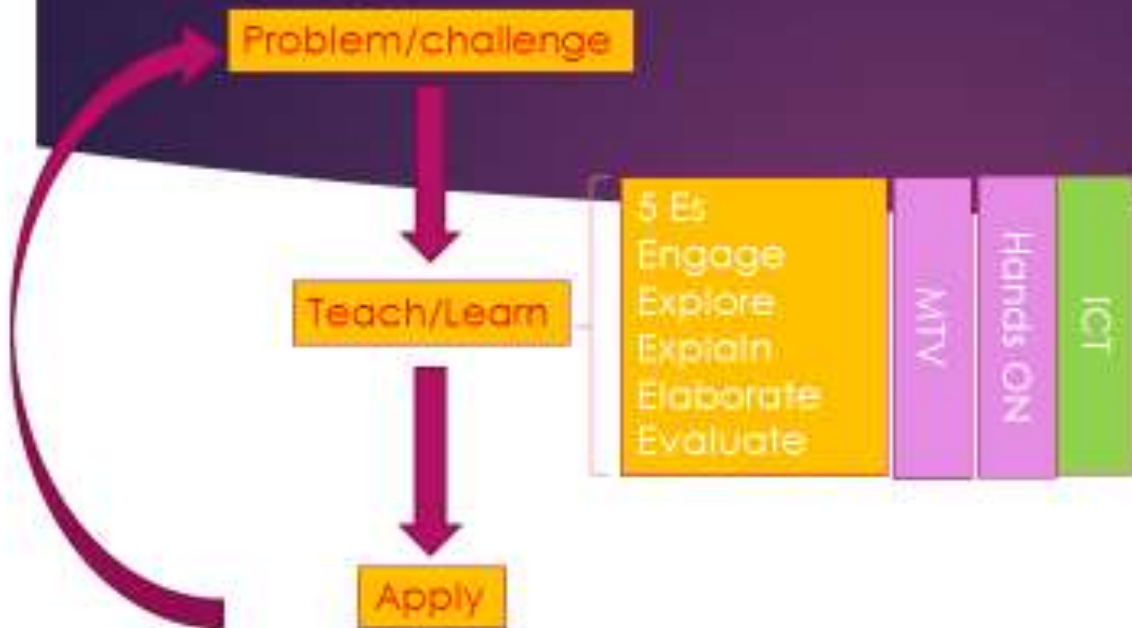 Problem/challenge
Teach/Learn
5 Es
Engage
Explore
Explain
Elaborate
Evaluate
MTV
Hands ON
ICT
Apply